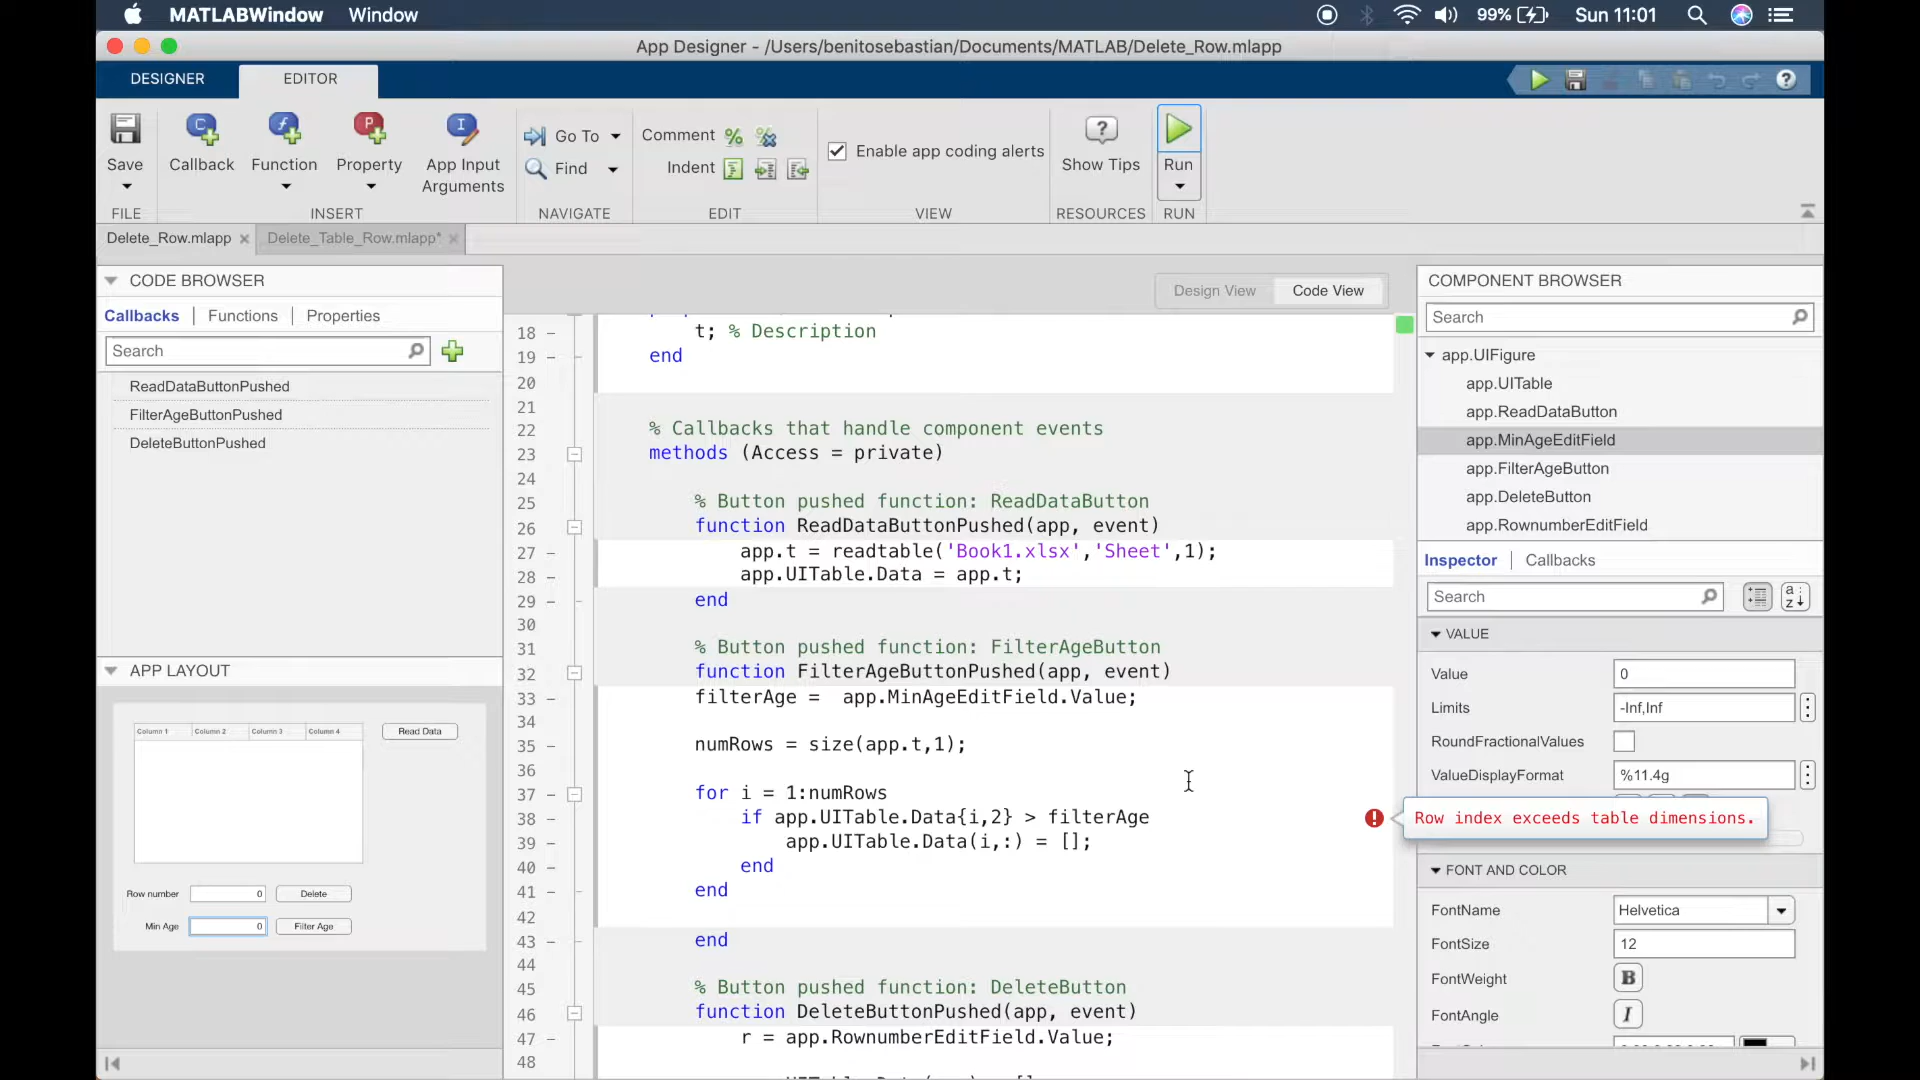 MATLABWindow Window 99% Sun 11:01
App Designer - /Users/benitosebastian/Documents/MATLAB/Delete_Row.mlapp
DESIGNER EDITOR
Save Callback Function Property App Input Arguments
Go To Find
Comment
Indent
Enable app coding alerts
Show Tips
Run
FILE INSERT NAVIGATE EDIT VIEW RESOURCES RUN
Delete_Row.mlapp Delete_Table_Row.mlapp*
CODE BROWSER
Callbacks Functions Properties
Search
ReadDataButtonPushed
FilterAgeButtonPushed
DeleteButtonPushed
APP LAYOUT
Column 1 Column 2 Column 3 Column 4 Read Data
Row number 0 Delete
Min Age 0 Filter Age
Design View Code View
18 t; % Description
19 end
20
21
22 % Callbacks that handle component events
23 methods (Access = private)
24
25 % Button pushed function: ReadDataButton
26 function ReadDataButtonPushed(app, event)
27 app.t = readtable('Book1.xlsx','Sheet',1);
28 app.UITable.Data = app.t;
29 end
30
31 % Button pushed function: FilterAgeButton
32 function FilterAgeButtonPushed(app, event)
33 filterAge =  app.MinAgeEditField.Value;
34
35 numRows = size(app.t,1);
36
37 for i = 1:numRows
38 if app.UITable.Data{i,2} > filterAge
39 app.UITable.Data(i,:) = [];
40 end
41 end
42
43 end
44
45 % Button pushed function: DeleteButton
46 function DeleteButtonPushed(app, event)
47 r = app.RownumberEditField.Value;
48
Row index exceeds table dimensions.
COMPONENT BROWSER
Search
app.UIFigure
app.UITable
app.ReadDataButton
app.MinAgeEditField
app.FilterAgeButton
app.DeleteButton
app.RownumberEditField
Inspector Callbacks
Search
VALUE
Value 0
Limits -Inf,Inf
RoundFractionalValues
ValueDisplayFormat %11.4g
FONT AND COLOR
FontName Helvetica
FontSize 12
FontWeight B
FontAngle I